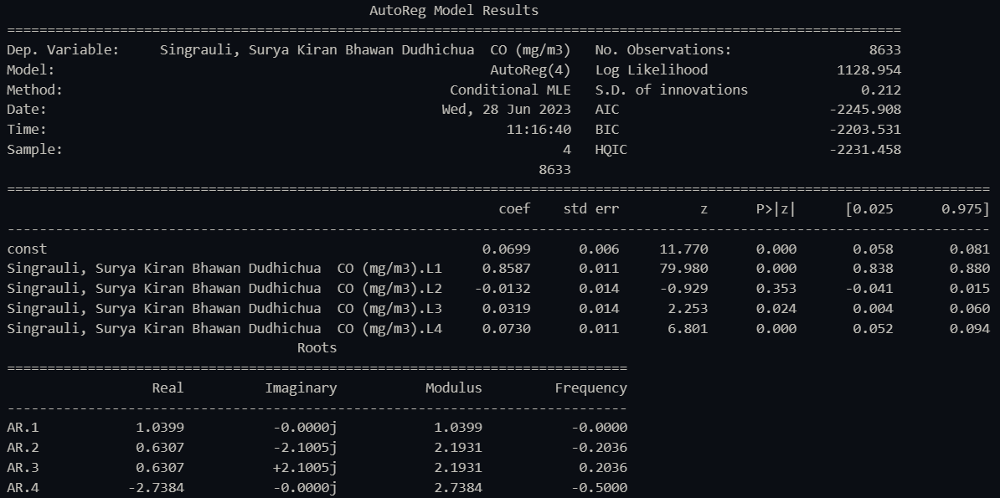 AutoReg Model Results
==============================================================================================================
Dep. Variable:     Singrauli, Surya Kiran Bhawan Dudhichua  CO (mg/m3)   No. Observations:                 8633
Model:                                                      AutoReg(4)   Log Likelihood                1128.954
Method:                                                Conditional MLE   S.D. of innovations              0.212
Date:                                                 Wed, 28 Jun 2023   AIC                          -2245.908
Time:                                                         11:16:40   BIC                          -2203.531
Sample:                                                              4   HQIC                         -2231.458
8633
==========================================================================================================================
coef    std err          z      P>|z|      [0.025      0.975]
--------------------------------------------------------------------------------------------------------------------------
const                                                      0.0699      0.006     11.770      0.000       0.058       0.081
Singrauli, Surya Kiran Bhawan Dudhichua  CO (mg/m3).L1     0.8587      0.011     79.980      0.000       0.838       0.880
Singrauli, Surya Kiran Bhawan Dudhichua  CO (mg/m3).L2    -0.0132      0.014     -0.929      0.353      -0.041       0.015
Singrauli, Surya Kiran Bhawan Dudhichua  CO (mg/m3).L3     0.0319      0.014      2.253      0.024       0.004       0.060
Singrauli, Surya Kiran Bhawan Dudhichua  CO (mg/m3).L4     0.0730      0.011      6.801      0.000       0.052       0.094
Roots
=============================================================================
Real          Imaginary           Modulus         Frequency
-----------------------------------------------------------------------------
AR.1            1.0399           -0.0000j            1.0399           -0.0000
AR.2            0.6307           -2.1005j            2.1931           -0.2036
AR.3            0.6307           +2.1005j            2.1931            0.2036
AR.4           -2.7384           -0.0000j            2.7384           -0.5000